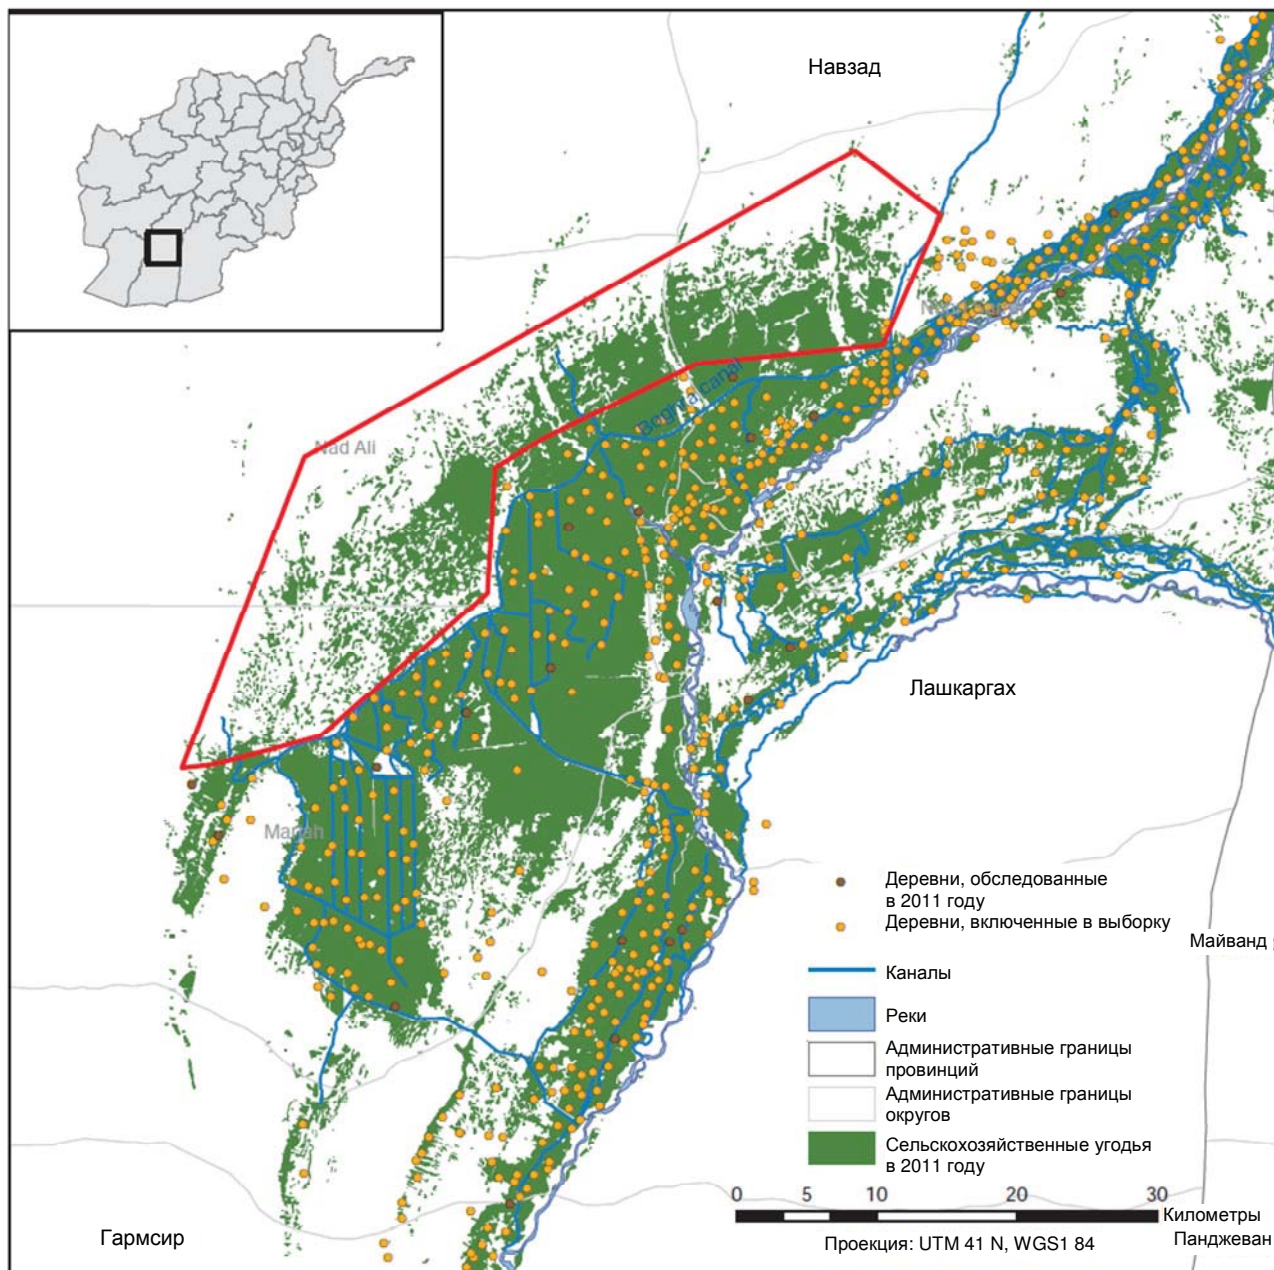 Навзад
Nad Ali
Boghra canal
Лашкаргах
Marjah
Деревни, обследованные
в 2011 году
Деревни, включенные в выборку
Майванд
Каналы
Реки
Административные границы
провинций
Административные границы
округов
Сельскохозяйственные угодья
в 2011 году
0 5 10 20 30
Километры
Гармсир
Проекция: UTM 41 N, WGS1 84
Панджеван